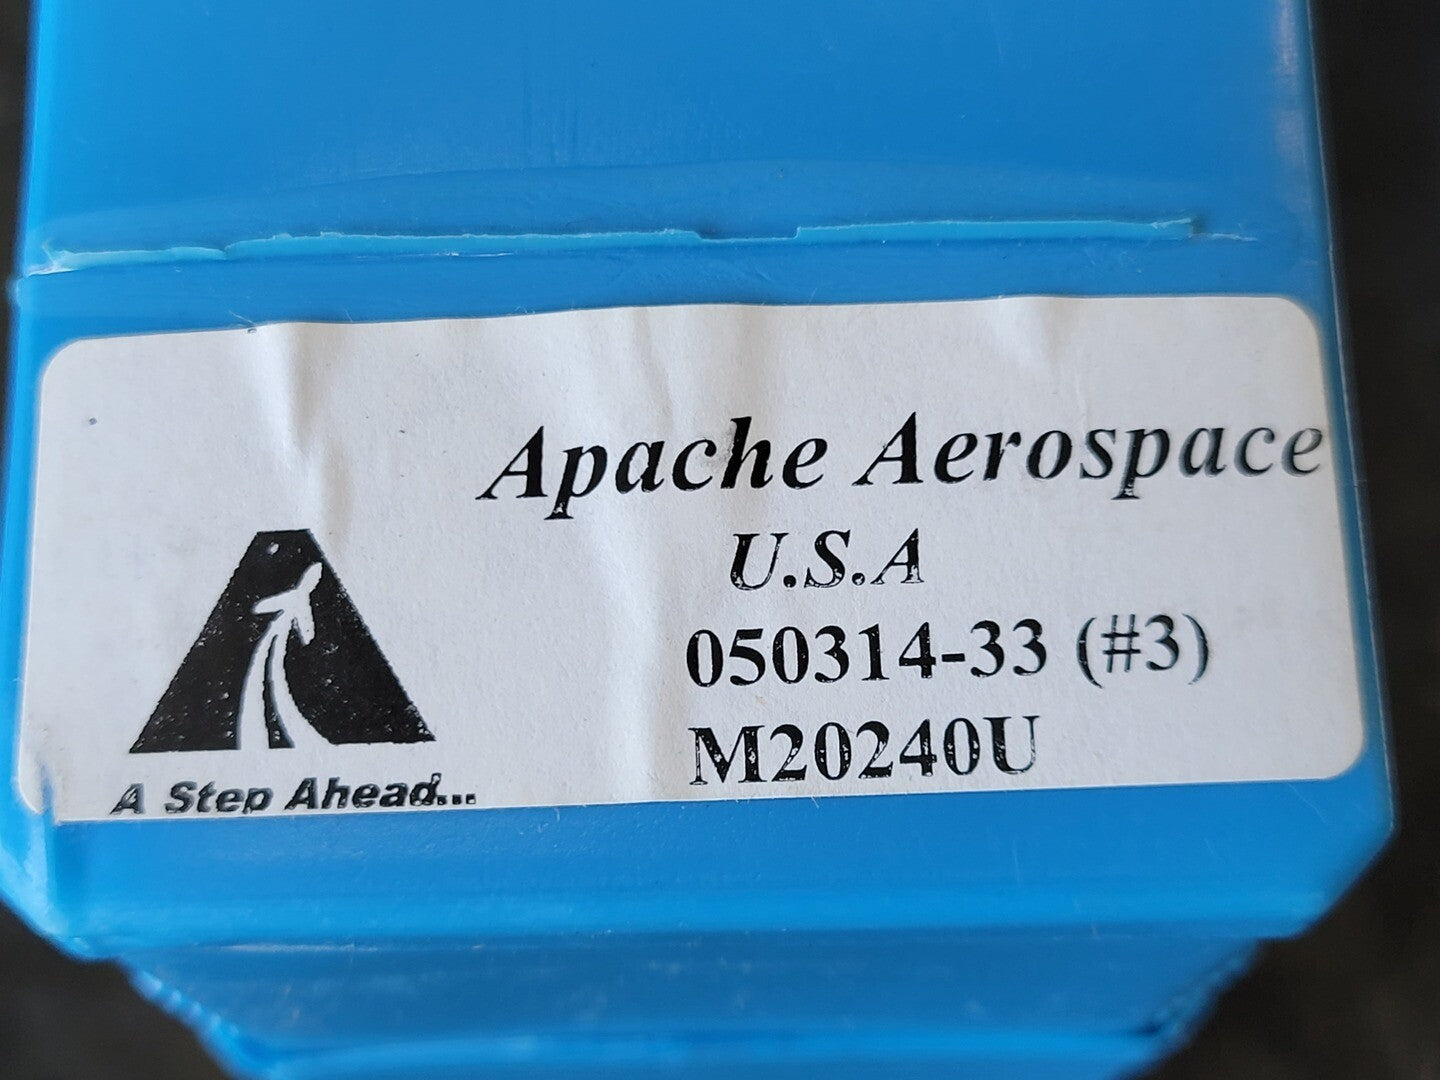 Apache Aerospace
U.S.A
050314-33 (#3)
M20240U
A Step Ahead...